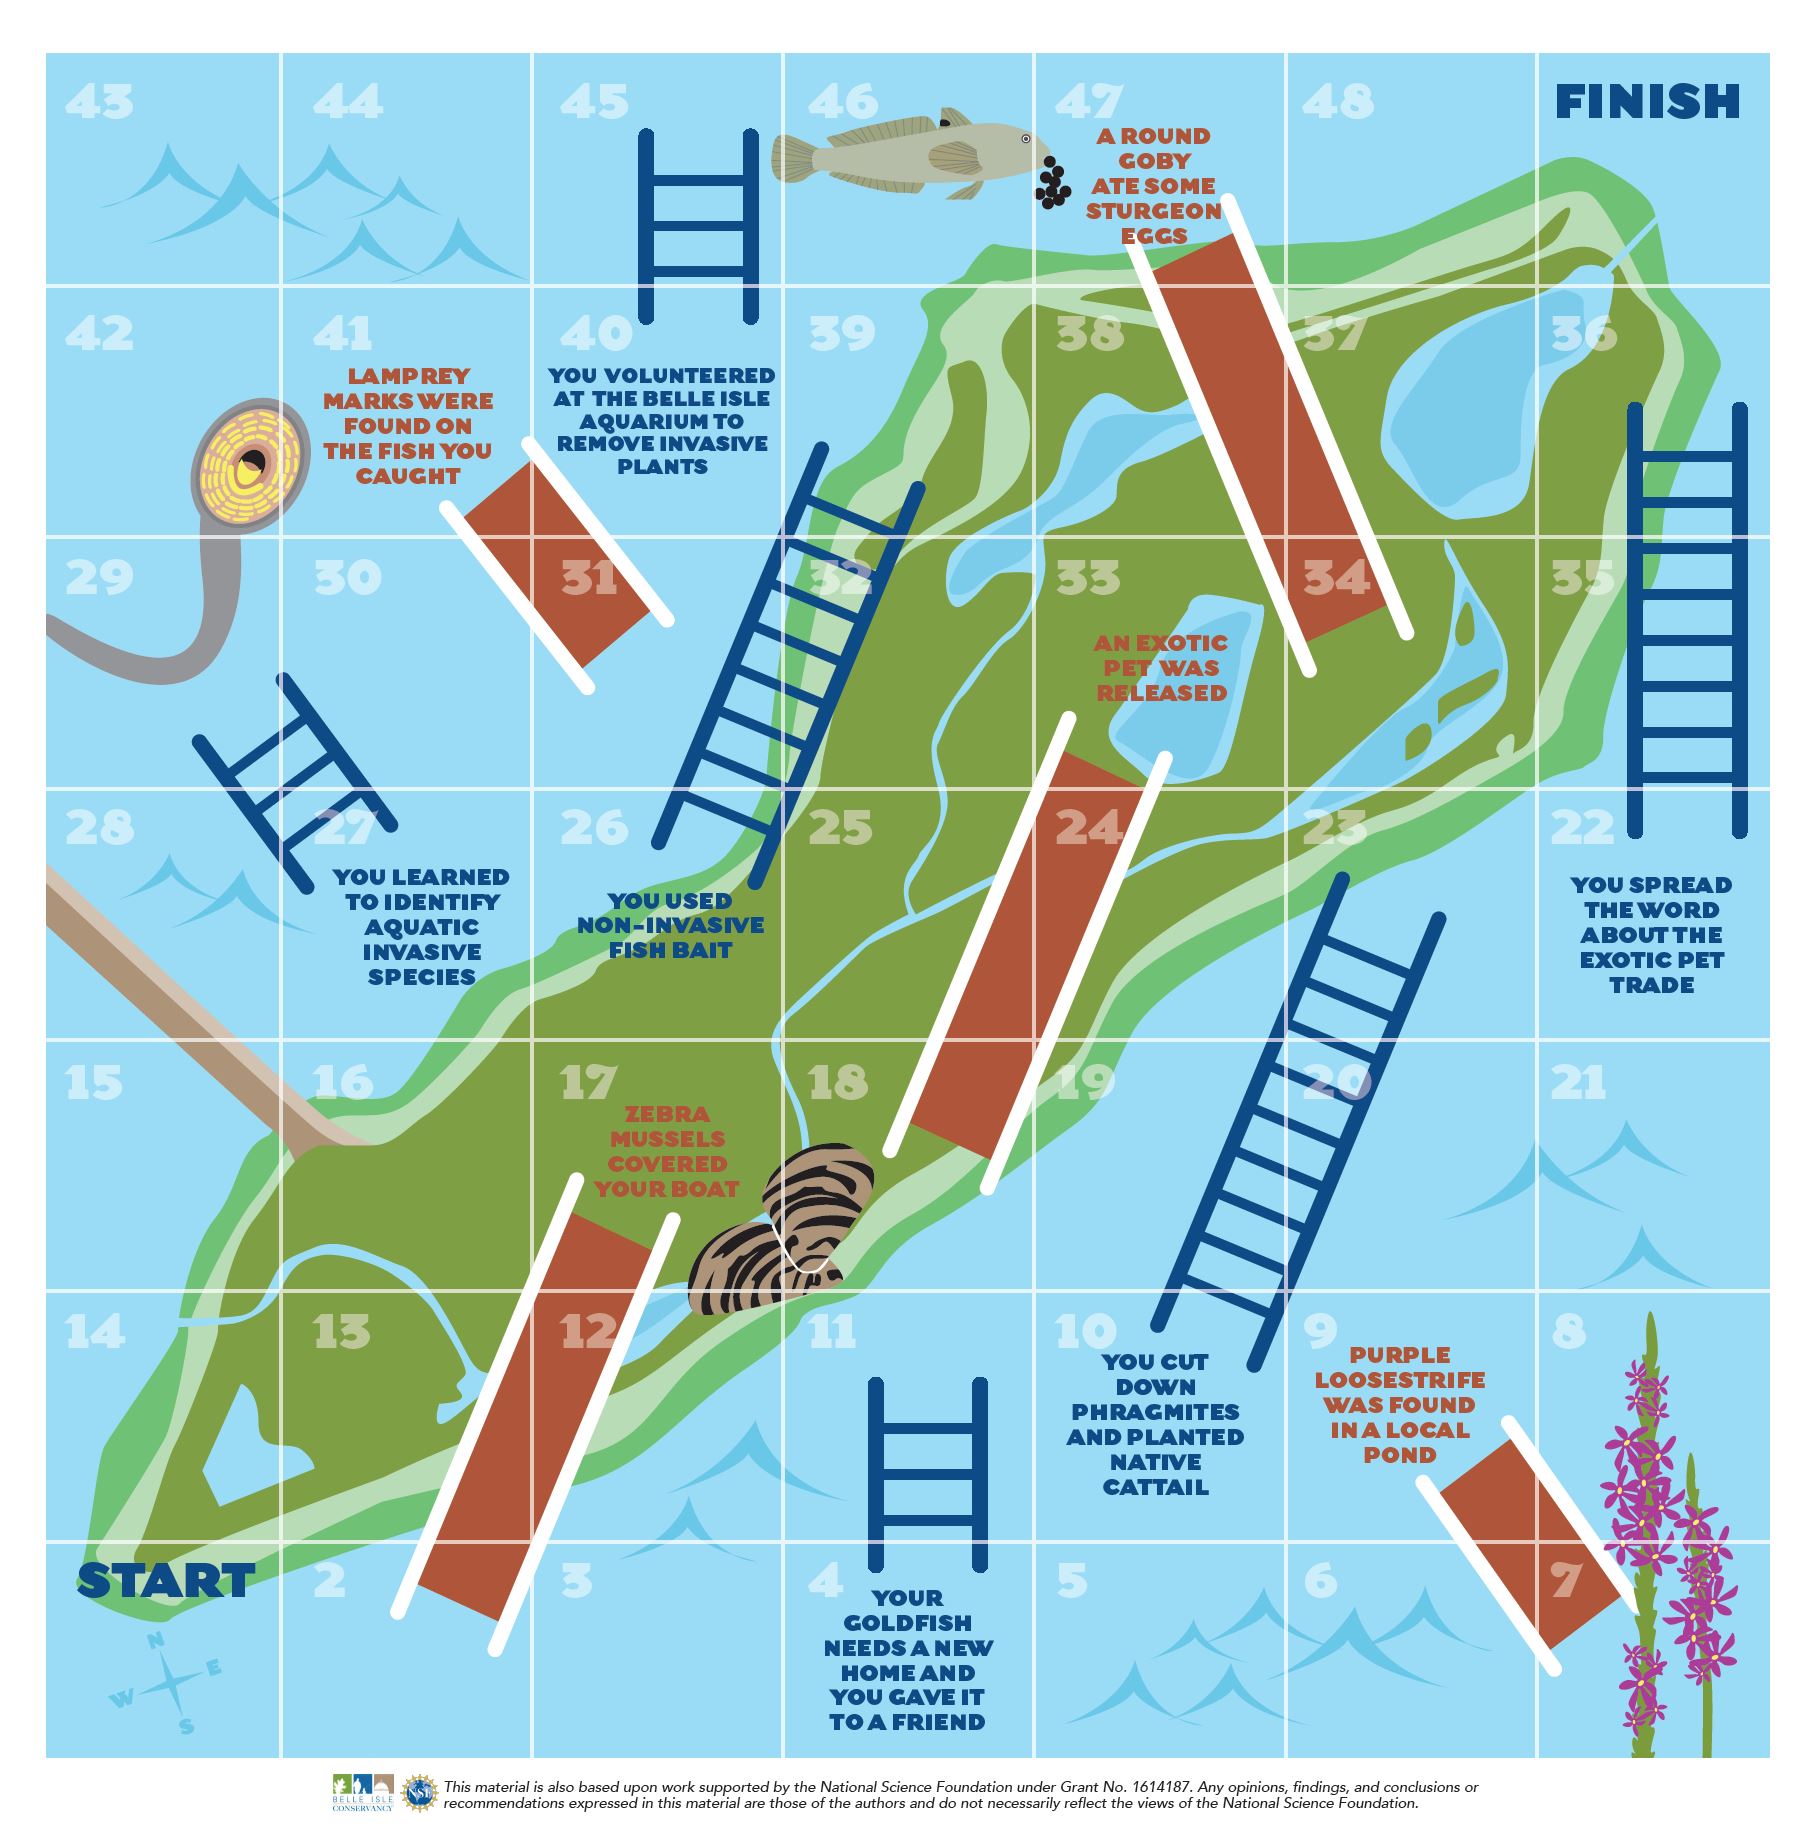 43
44
45
46
47
48
FINISH
A ROUND
GOBY
ATE SOME
STURGEON
EGGS
42
41
40
39
38
37
36
LAMPREY
MARKS WERE
FOUND ON
THE FISH YOU
CAUGHT
YOU VOLUNTEERED
AT THE BELLE ISLE
AQUARIUM TO
REMOVE INVASIVE
PLANTS
29
30
31
32
33
34
35
AN EXOTIC
PET WAS
RELEASED
28
27
26
25
24
23
22
YOU LEARNED
TO IDENTIFY
AQUATIC
INVASIVE
SPECIES
YOU USED
NON-INVASIVE
FISH BAIT
YOU SPREAD
THE WORD
ABOUT THE
EXOTIC PET
TRADE
15
16
17
18
19
20
21
ZEBRA
MUSSELS
COVERED
YOUR BOAT
14
13
12
11
10
9
8
YOU CUT
DOWN
PHRAGMITES
AND PLANTED
NATIVE
CATTAIL
PURPLE
LOOSESTRIFE
WAS FOUND
IN A LOCAL
POND
START
2
3
4
5
6
7
YOUR
GOLDFISH
NEEDS A NEW
HOME AND
YOU GAVE IT
TO A FRIEND
N
E
W
S
BELLE ISLE
CONSERVANCY
NSF
This material is also based upon work supported by the National Science Foundation under Grant No. 1614187. Any opinions, findings, and conclusions or
recommendations expressed in this material are those of the authors and do not necessarily reflect the views of the National Science Foundation.